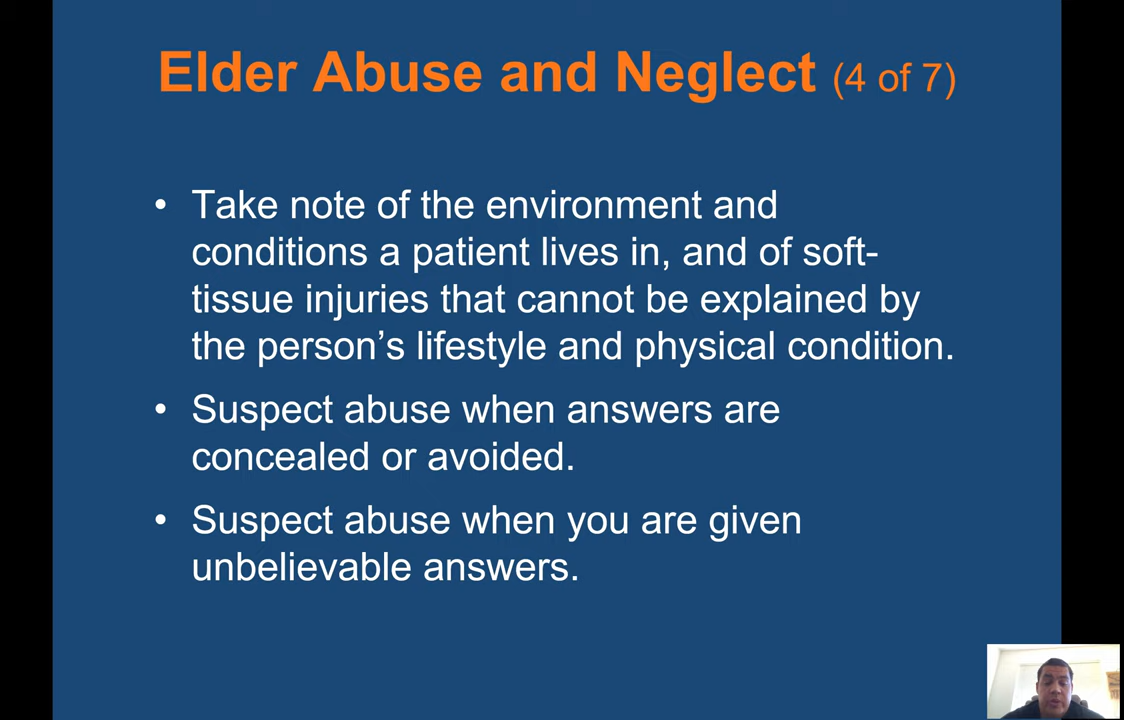 Elder Abuse and Neglect (4 of 7)
• Take note of the environment and
conditions a patient lives in, and of soft-
tissue injuries that cannot be explained by
the person’s lifestyle and physical condition.
• Suspect abuse when answers are
concealed or avoided.
• Suspect abuse when you are given
unbelievable answers.